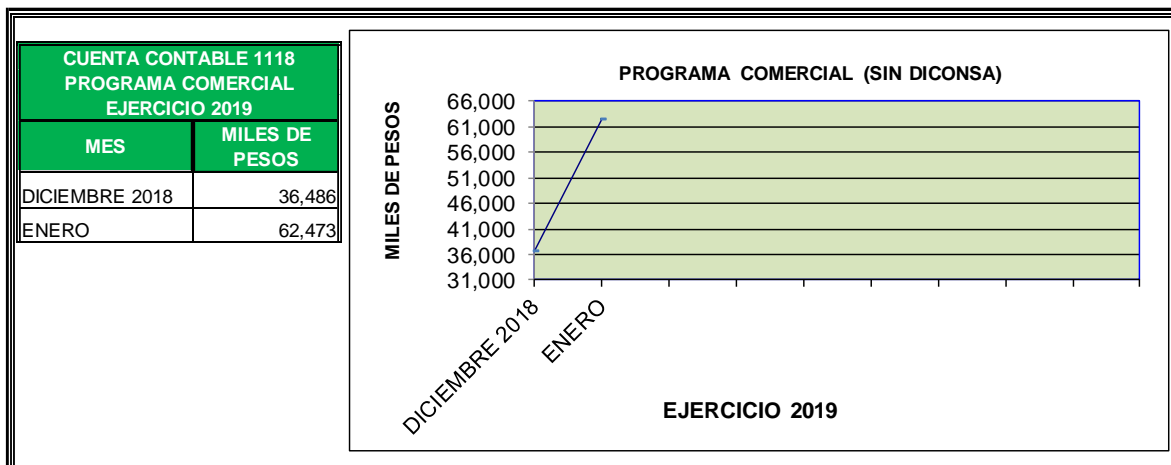 CUENTA CONTABLE 1118
PROGRAMA COMERCIAL
EJERCICIO 2019
MES MILES DE PESOS
DICIEMBRE 2018 36,486
ENERO 62,473
PROGRAMA COMERCIAL (SIN DICONSA)
MILES DE PESOS
66,000
61,000
56,000
51,000
46,000
41,000
36,000
31,000
DICIEMBRE 2018
ENERO
EJERCICIO 2019